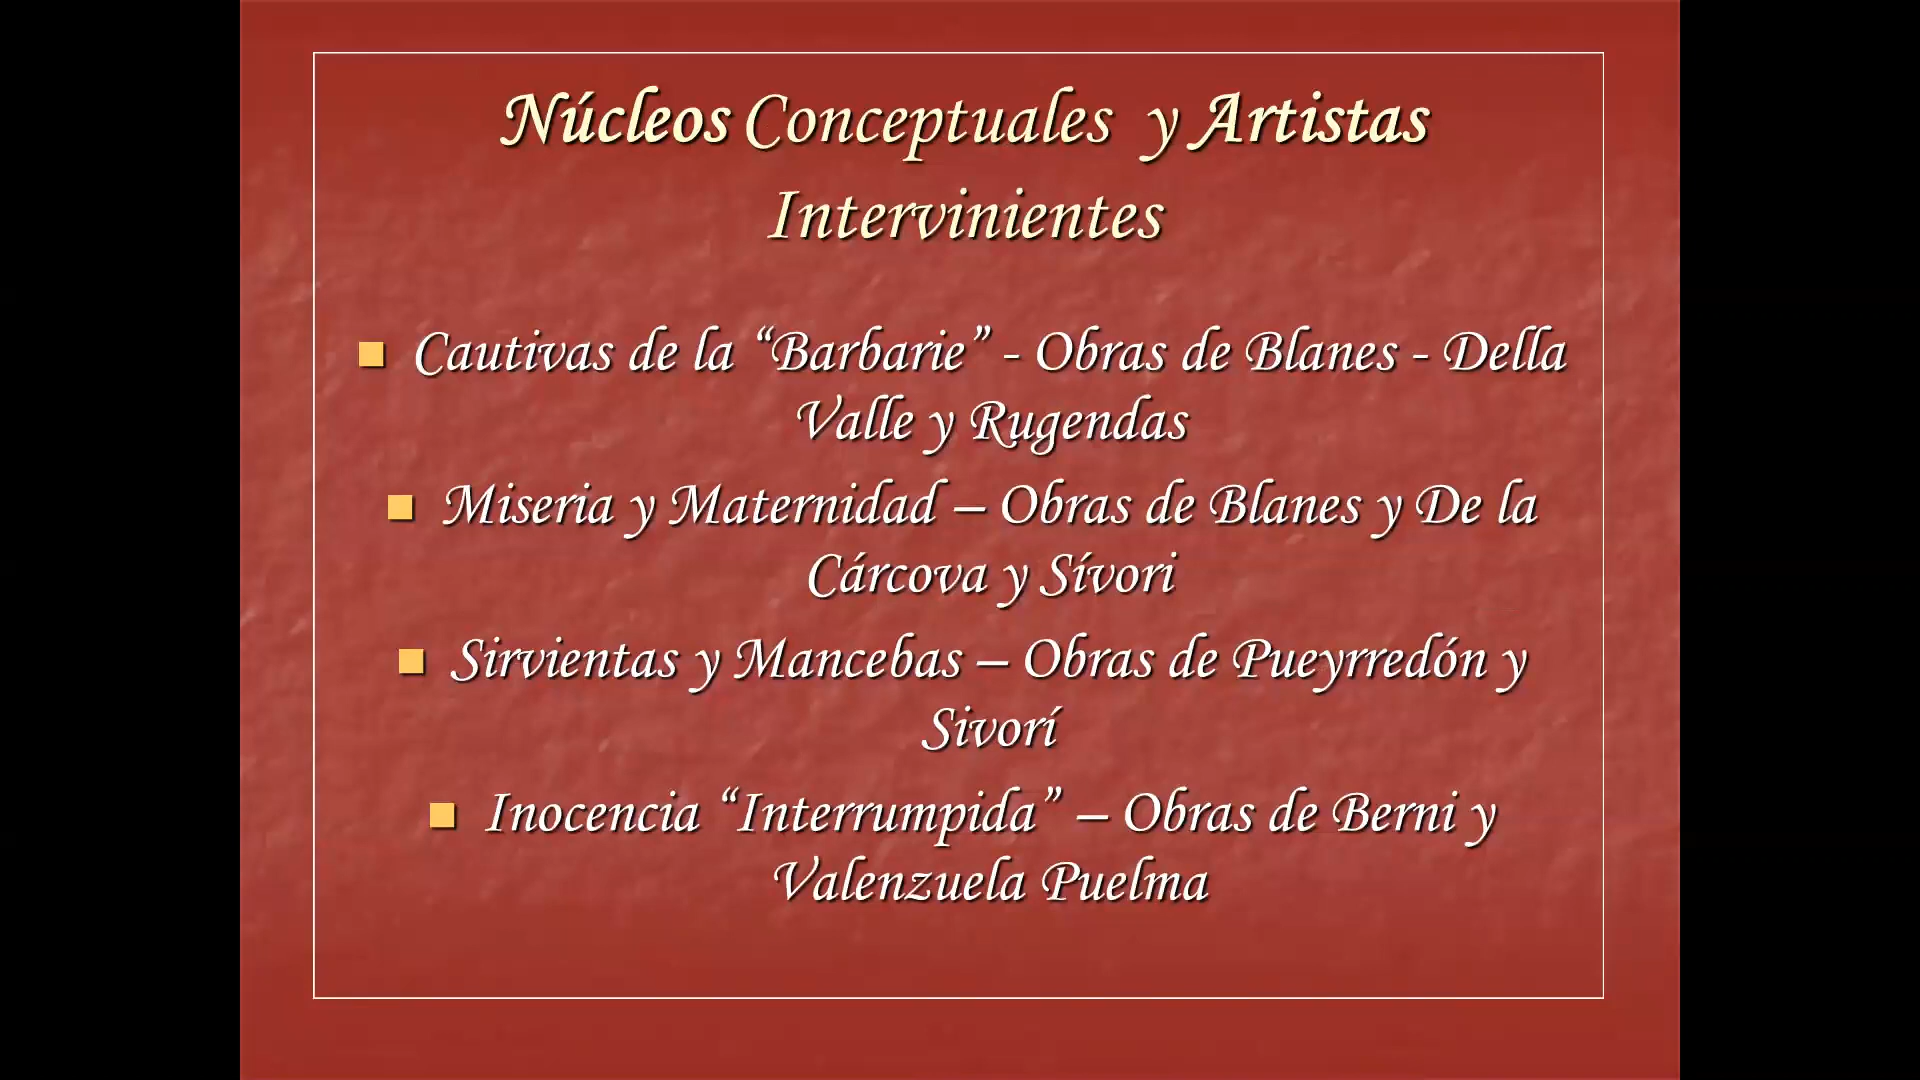 Núcleos Conceptuales y Artistas
Intervinientes
Cautivas de la “Barbarie” - Obras de Blanes - Della
Valle y Rugendas
Miseria y Maternidad – Obras de Blanes y De la
Cárcova y Sívori
Sirvientas y Mancebas – Obras de Pueyrredón y
Sivorí
Inocencia “Interrumpida” – Obras de Berni y
Valenzuela Puelma